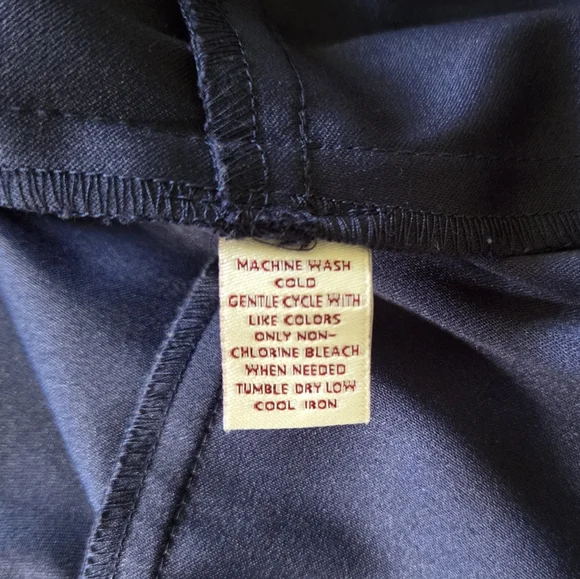 MACHINE WASH
COLD
GENTLE CYCLE WITH
LIKE COLORS
ONLY NON-
CHLORINE BLEACH
WHEN NEEDED
TUMBLE DRY LOW
COOL IRON